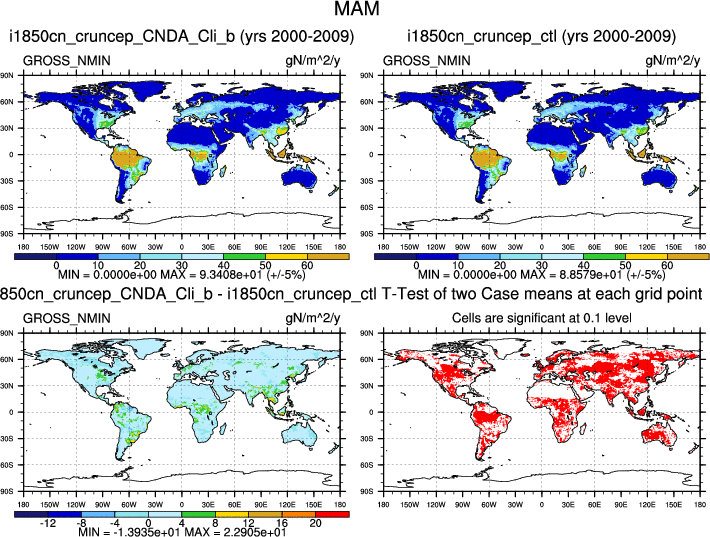 MAM
i1850cn_cruncep_CNDA_Cli_b (yrs 2000-2009)
i1850cn_cruncep_ctl (yrs 2000-2009)
GROSS_NMIN gN/m^2/y
GROSS_NMIN gN/m^2/y
90N
60N
30N
0
30S
60S
90S
180 150W 120W 90W 60W 30W 0 30E 60E 90E 120E 150E 180
0 10 20 30 40 50 60
MIN = 0.0000e+00 MAX = 9.3408e+01 (+/-5%)
90N
60N
30N
0
30S
60S
90S
180 150W 120W 90W 60W 30W 0 30E 60E 90E 120E 150E 180
0 10 20 30 40 50 60
MIN = 0.0000e+00 MAX = 8.8579e+01 (+/-5%)
850cn_cruncep_CNDA_Cli_b - i1850cn_cruncep_ctl
T-Test of two Case means at each grid point
GROSS_NMIN gN/m^2/y
Cells are significant at 0.1 level
90N
60N
30N
0
30S
60S
90S
180 150W 120W 90W 60W 30W 0 30E 60E 90E 120E 150E 180
-12 -8 -4 0 4 8 12 16 20
MIN = -1.3935e+01 MAX = 2.2905e+01
90N
60N
30N
0
30S
60S
90S
180 150W 120W 90W 60W 30W 0 30E 60E 90E 120E 150E 180